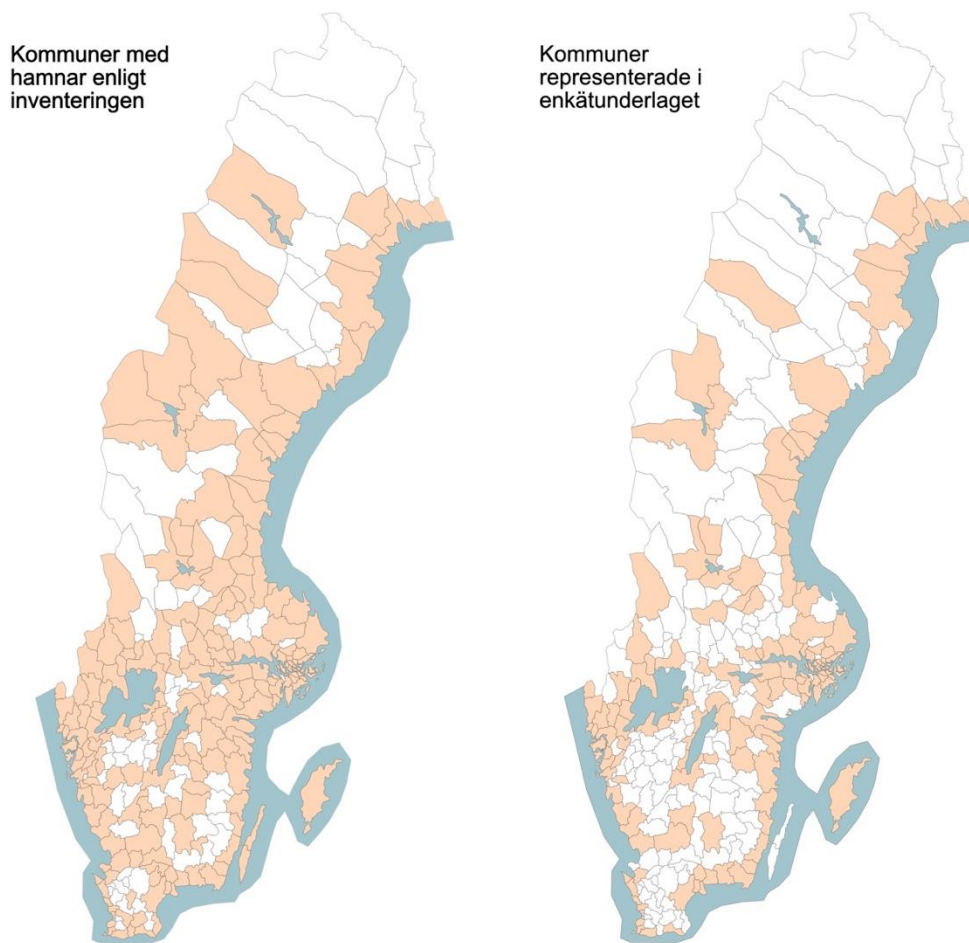 Kommuner med
hamnar enligt
inventeringen
Kommuner
representerade i
enkätunderlaget